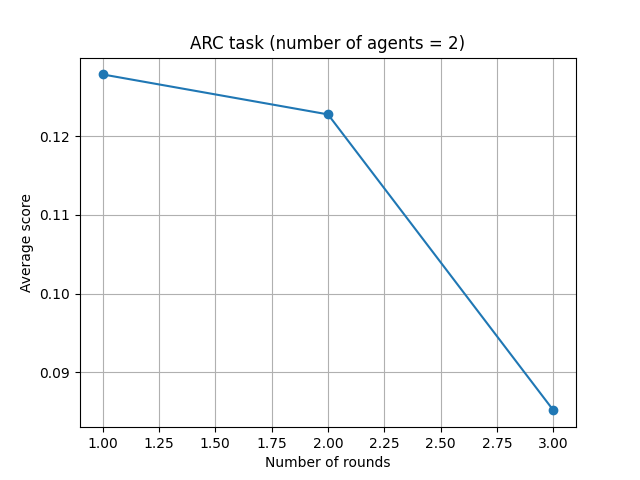 ARC task (number of agents = 2)
Average score
0.12
0.11
0.10
0.09
1.00 1.25 1.50 1.75 2.00 2.25 2.50 2.75 3.00
Number of rounds